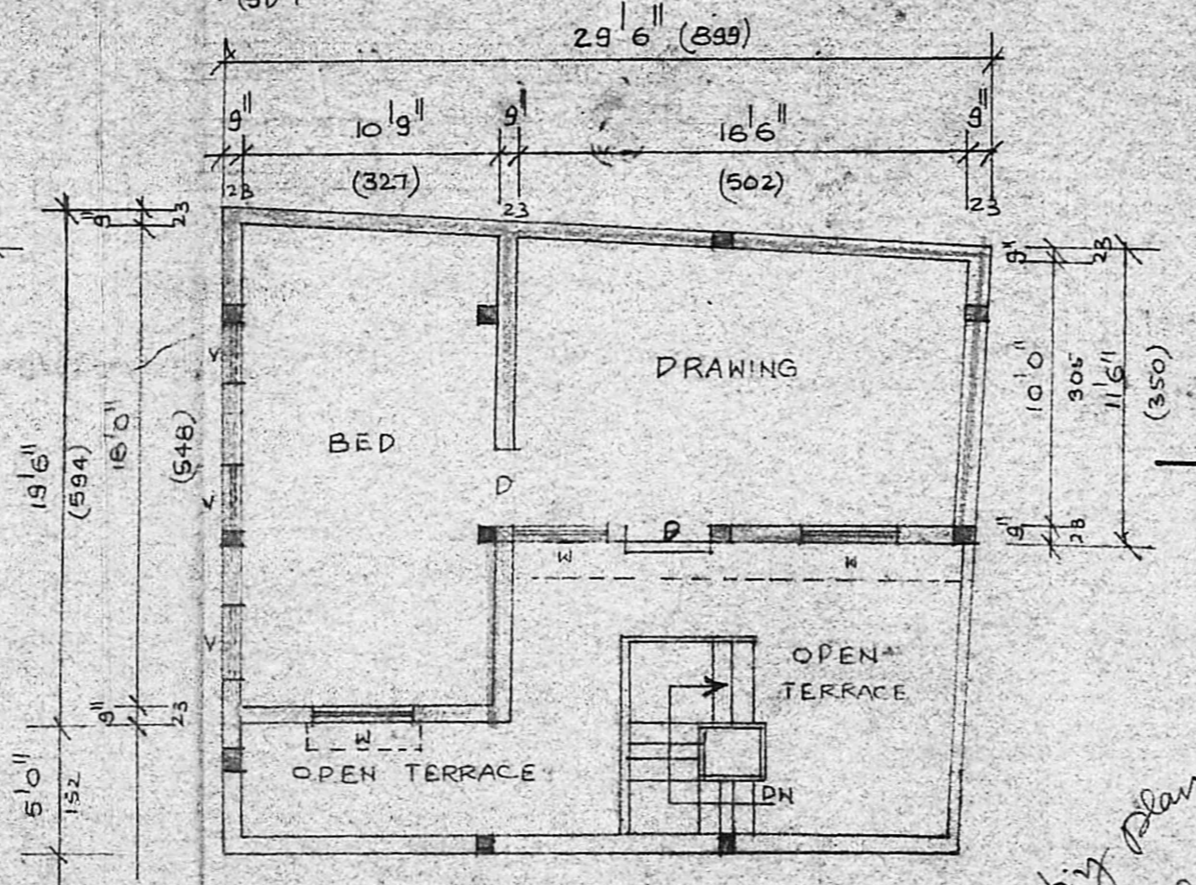 29'6" (899)
9" 10'9" 9" 16'6" 9"
(327) (502)
23 23 23
9" 23
9" 23
DRAWING
BED
10'0" 305 11'6" (350)
19'6" (594) 18'0" (548)
D
D
9" 23
W W
V
V
V
OPEN
TERRACE
9" 23
W
OPEN TERRACE
5'0" 152
DN
Plan